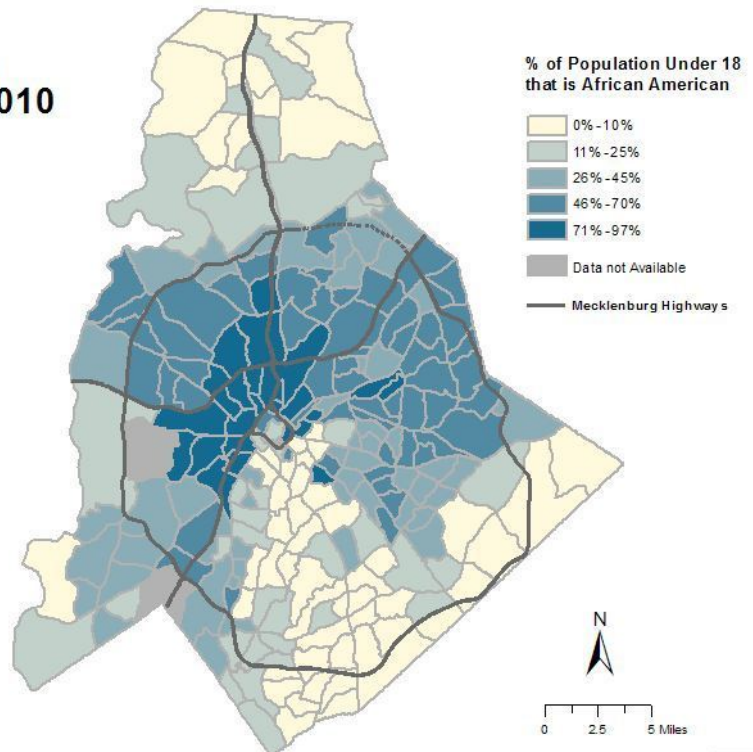 010
% of Population Under 18
that is African American
0% -10%
11% -25%
26% -45%
46% -70%
71% -97%
Data not Available
Mecklenburg Highways
N
0 2.5 5 Miles